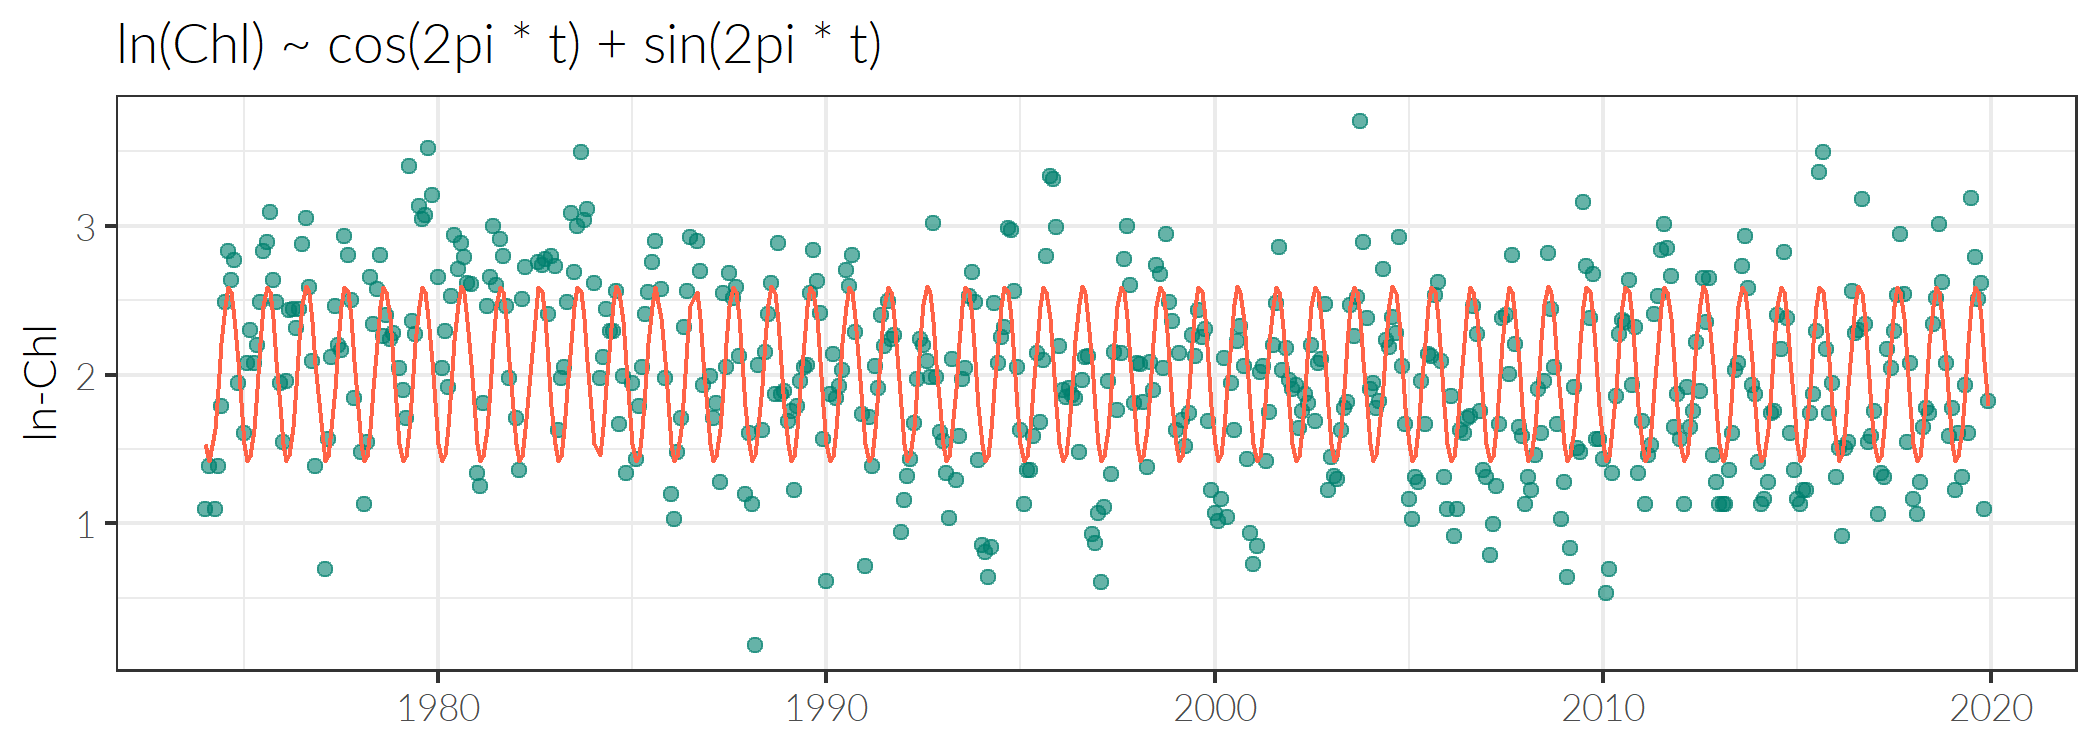 ln(Chl) ~ cos(2pi * t) + sin(2pi * t)
3
2
1
ln-Chl
1980 1990 2000 2010 2020